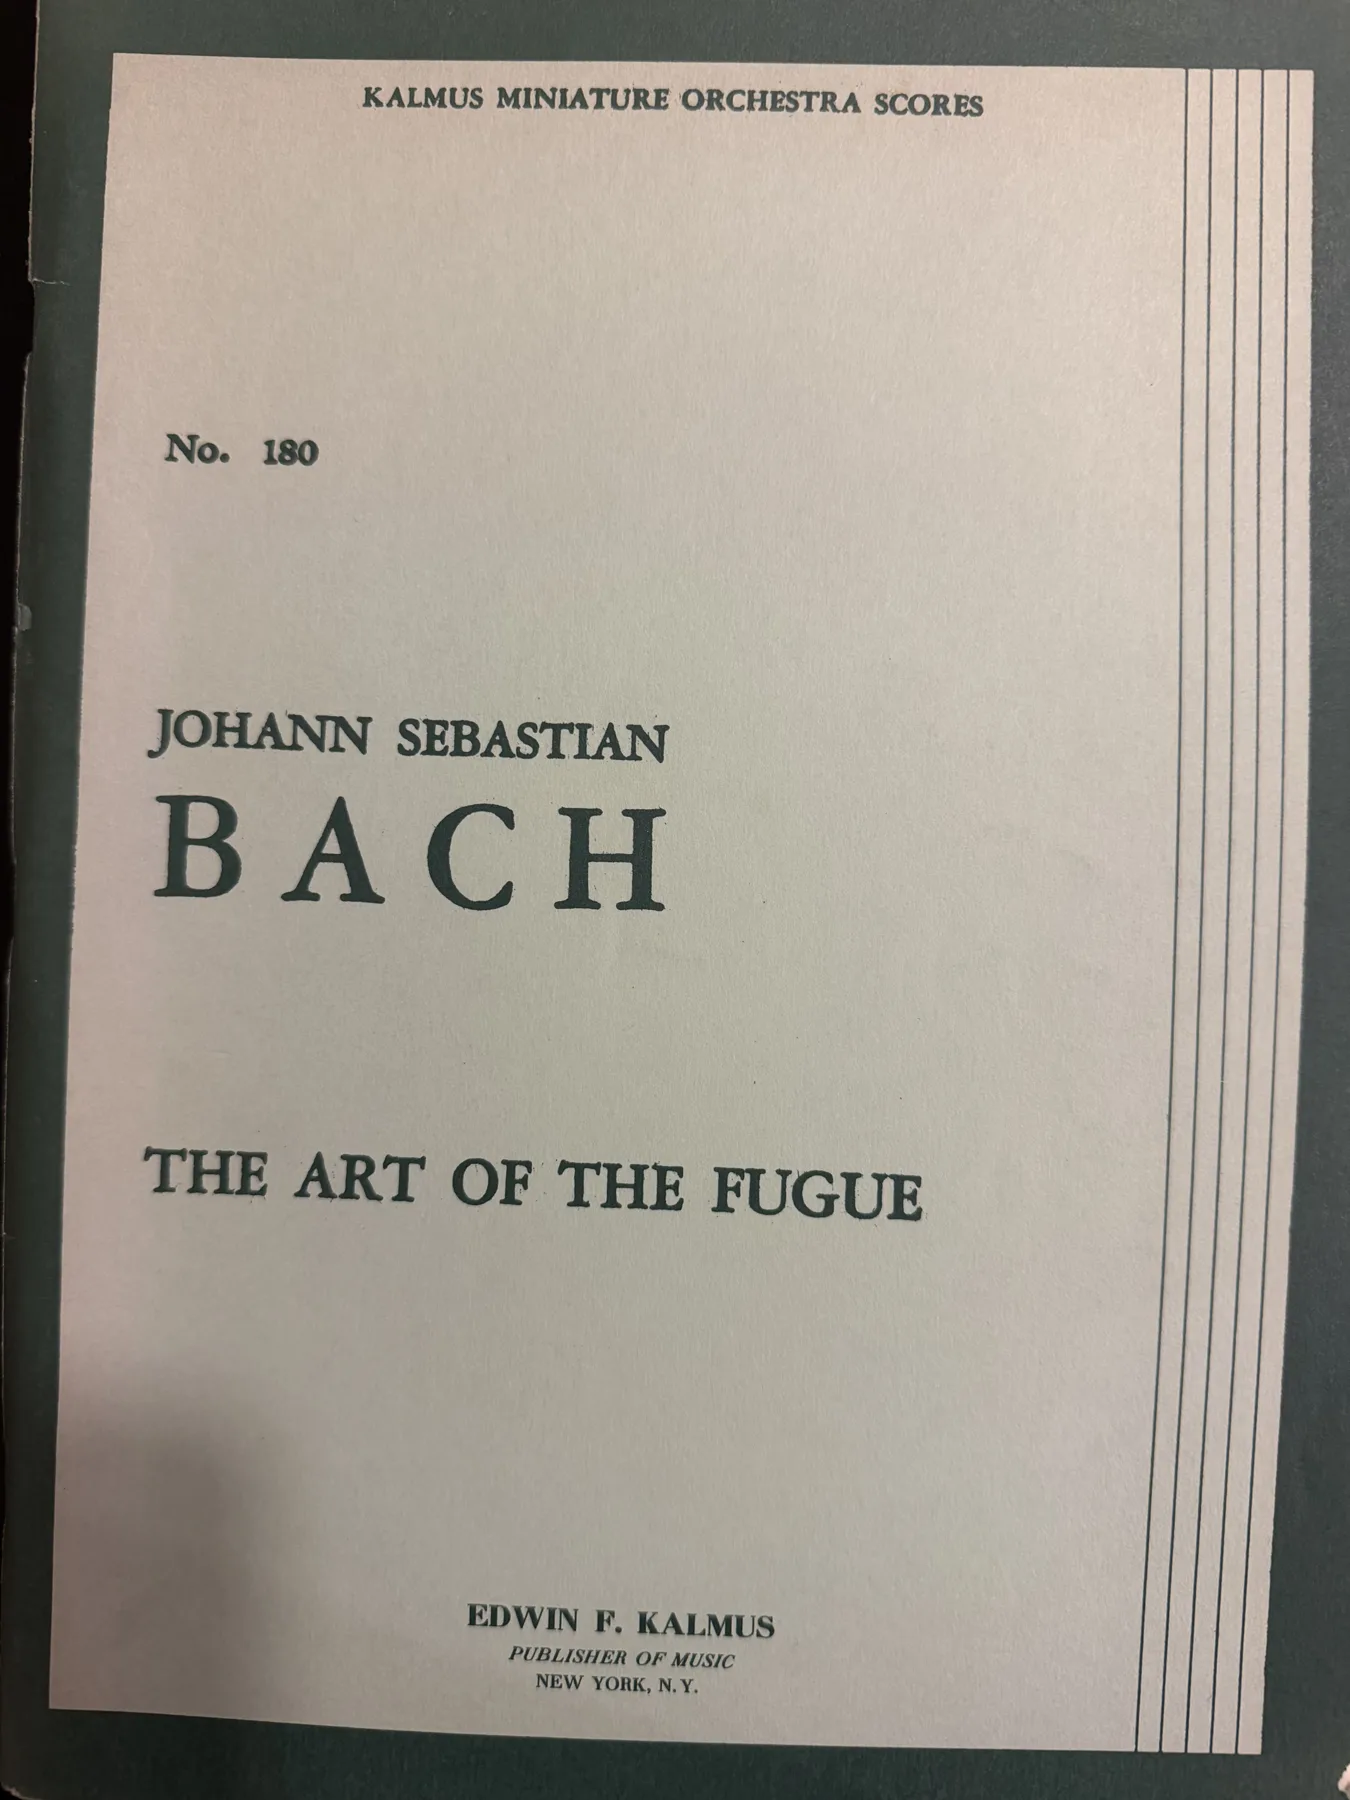 KALMUS MINIATURE ORCHESTRA SCORES
No. 180
JOHANN SEBASTIAN
BACH
THE ART OF THE FUGUE
EDWIN F. KALMUS
PUBLISHER OF MUSIC
NEW YORK, N.Y.